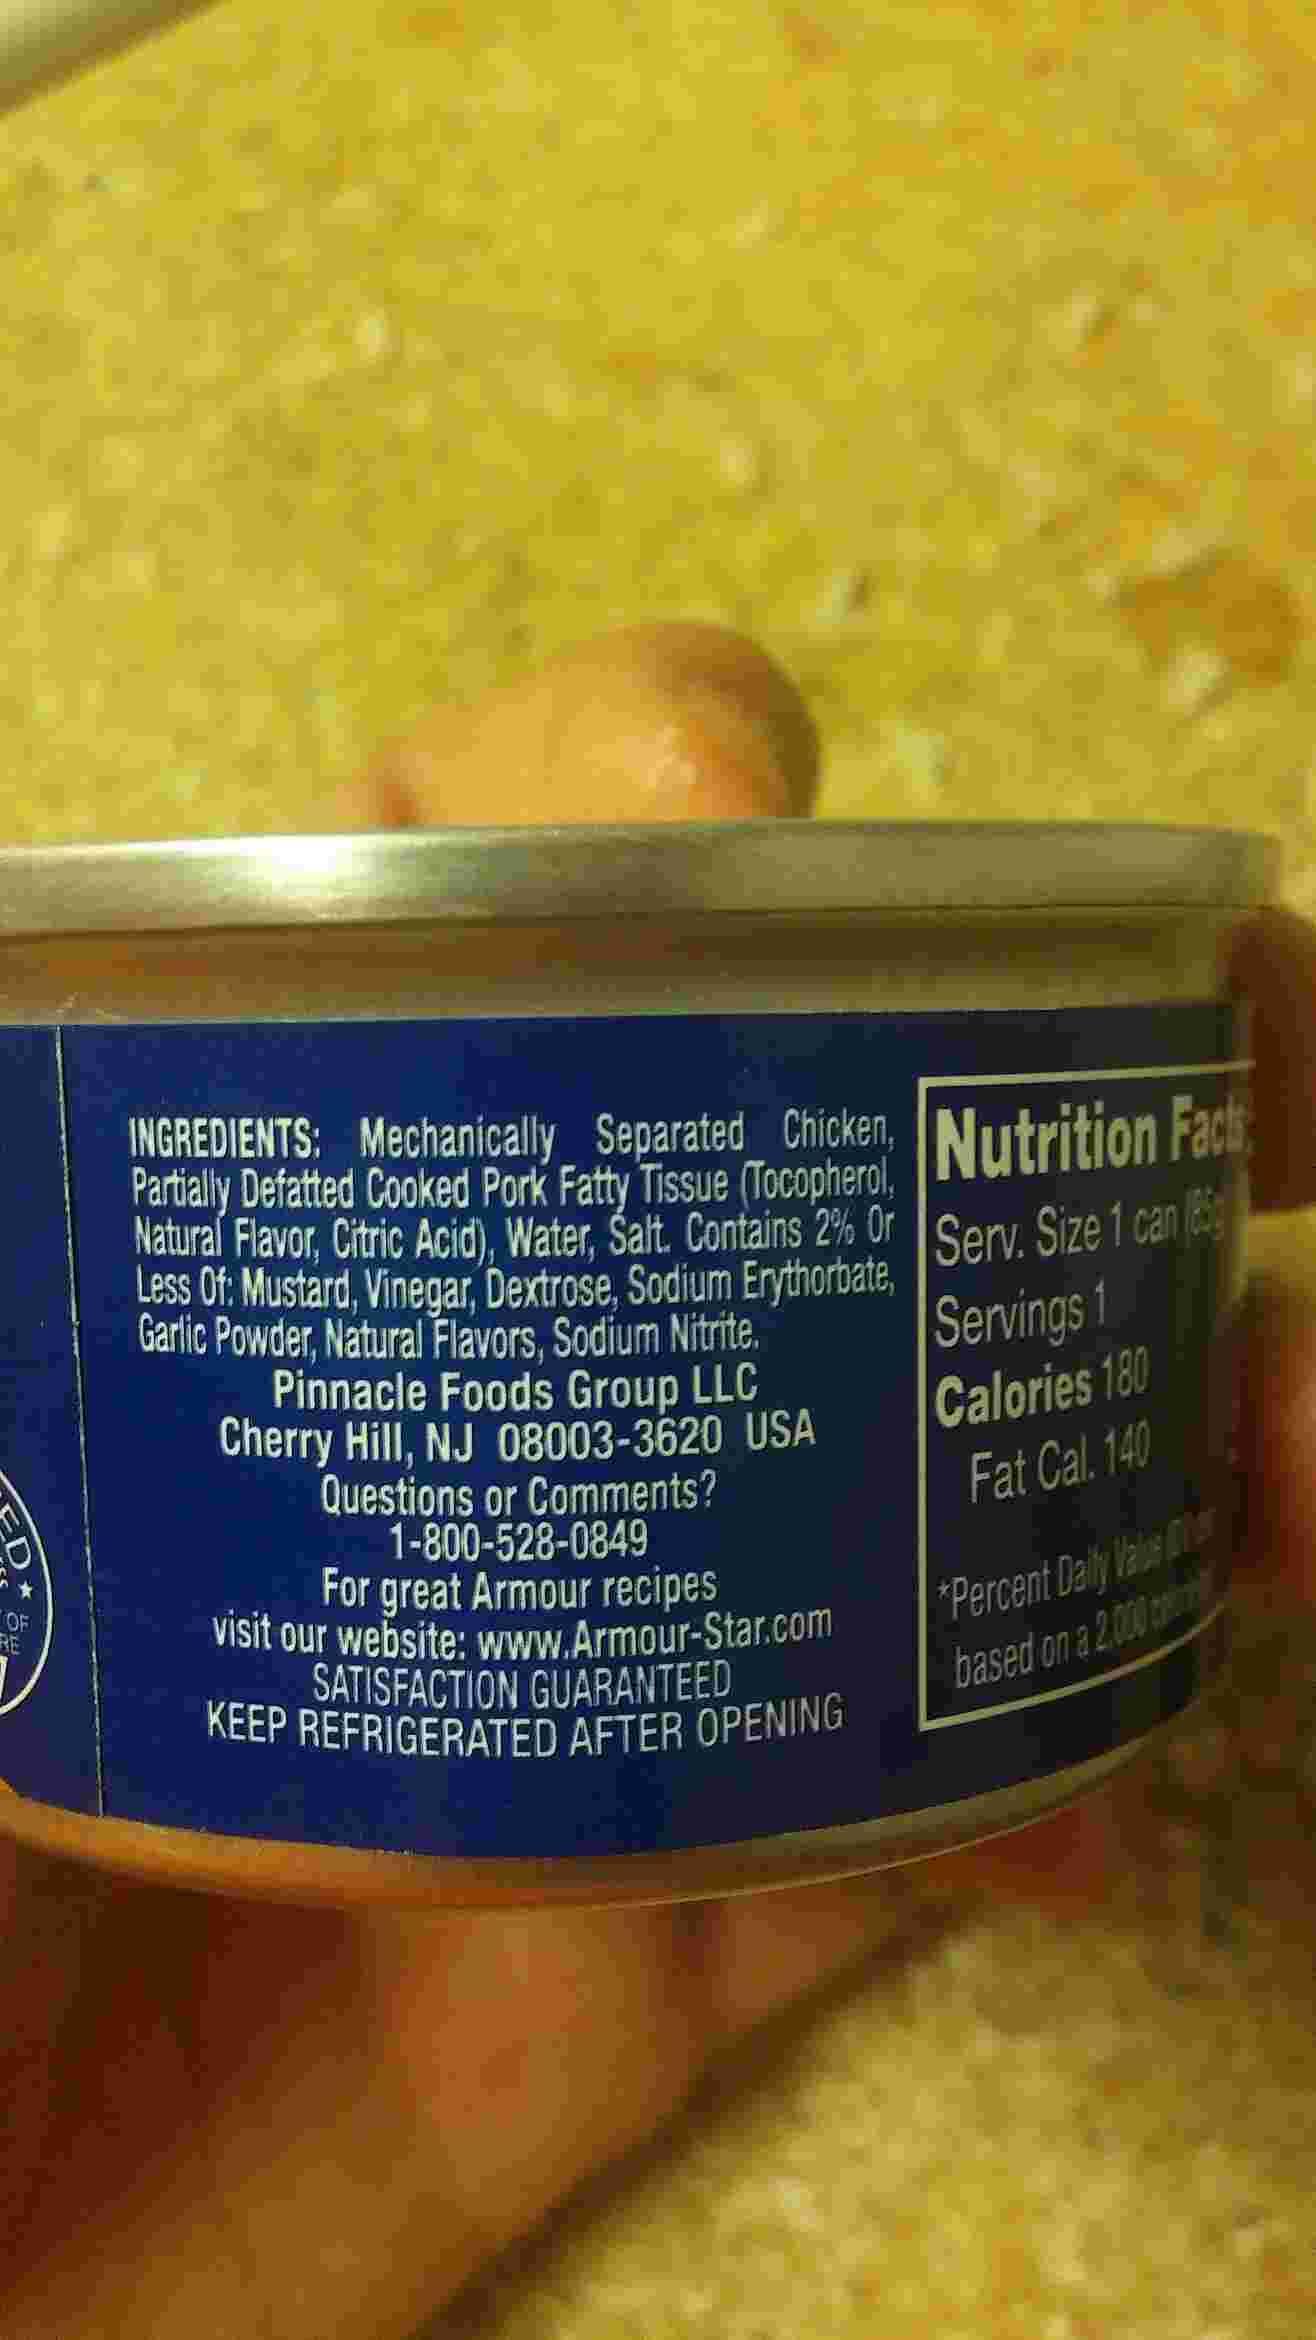 INGREDIENTS: Mechanically Separated Chicken,
Partially Defatted Cooked Pork Fatty Tissue (Tocopherol,
Natural Flavor, Citric Acid), Water, Salt. Contains 2% Or
Less Of: Mustard, Vinegar, Dextrose, Sodium Erythorbate,
Garlic Powder, Natural Flavors, Sodium Nitrite.
Pinnacle Foods Group LLC
Cherry Hill, NJ 08003-3620 USA
Questions or Comments?
1-800-528-0849
For great Armour recipes
visit our website: www.Armour-Star.com
SATISFACTION GUARANTEED
KEEP REFRIGERATED AFTER OPENING
Nutrition Facts
Serv. Size 1 can
Servings 1
Calories 180
Fat Cal. 140
*Percent Daily Value
based on a 2,000
OF